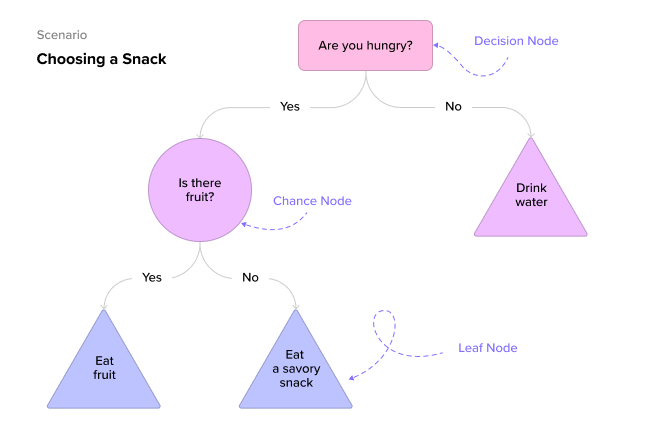 Scenario
Choosing a Snack
Are you hungry?
Decision Node
Yes
No
Is there
fruit?
Chance Node
Drink
water
Yes
No
Eat
fruit
Eat
a savory
snack
Leaf Node